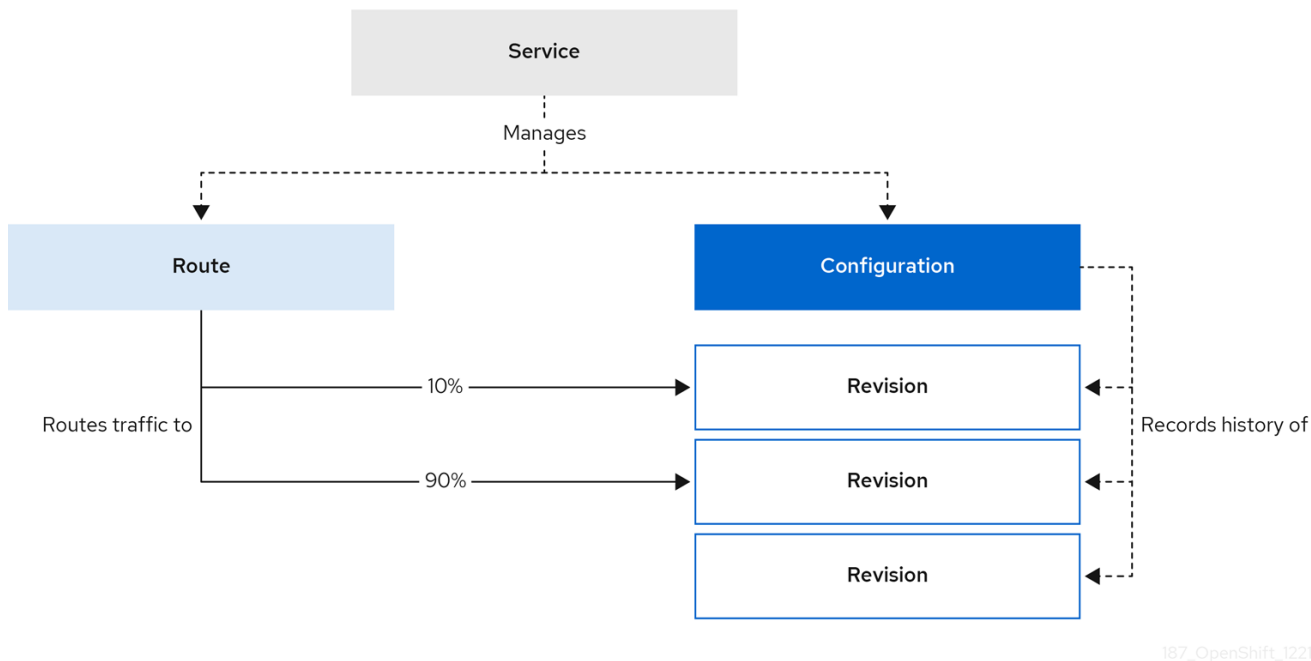 Service
Manages
Route
Configuration
10%
Revision
Routes traffic to
Records history of
90%
Revision
Revision
187_OpenShift_1221